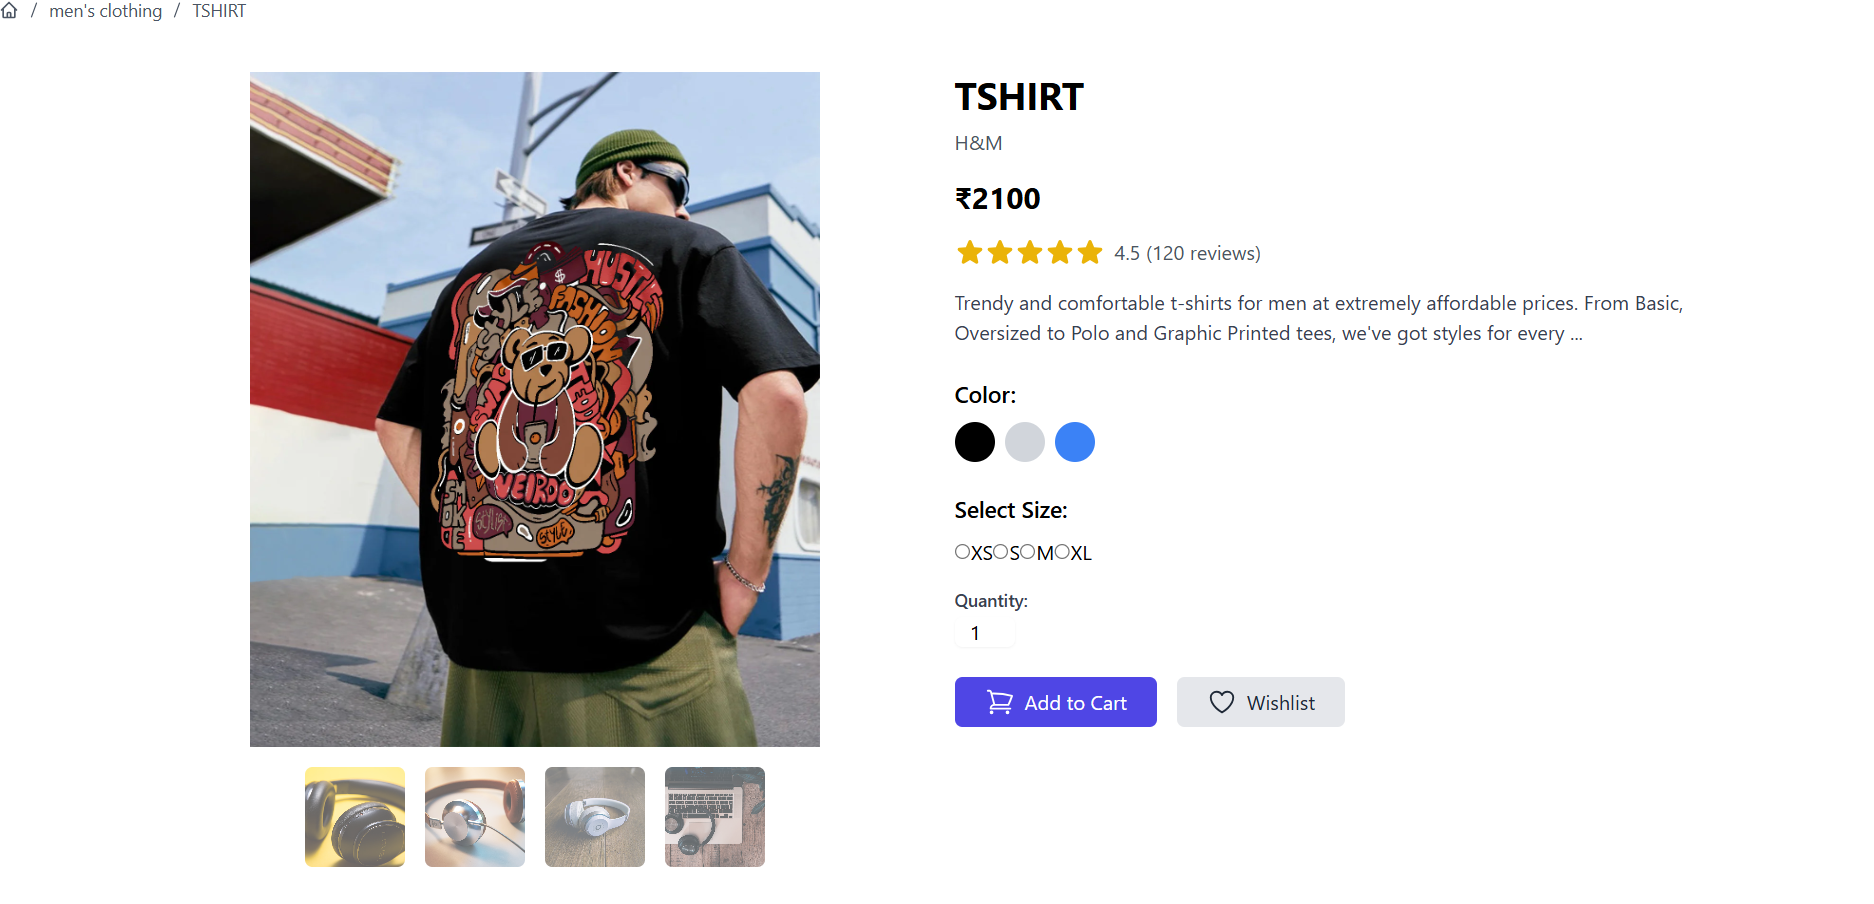 / men's clothing / TSHIRT
TSHIRT
H&M
₹2100
4.5 (120 reviews)
Trendy and comfortable t-shirts for men at extremely affordable prices. From Basic,
Oversized to Polo and Graphic Printed tees, we've got styles for every ...
Color:
Select Size:
XS S M XL
Quantity:
1
Add to Cart
Wishlist
HUSTLE
$
FASHION
STYLE
TEDD
WEIRDO
SMOKE
STYLIST
STYLE